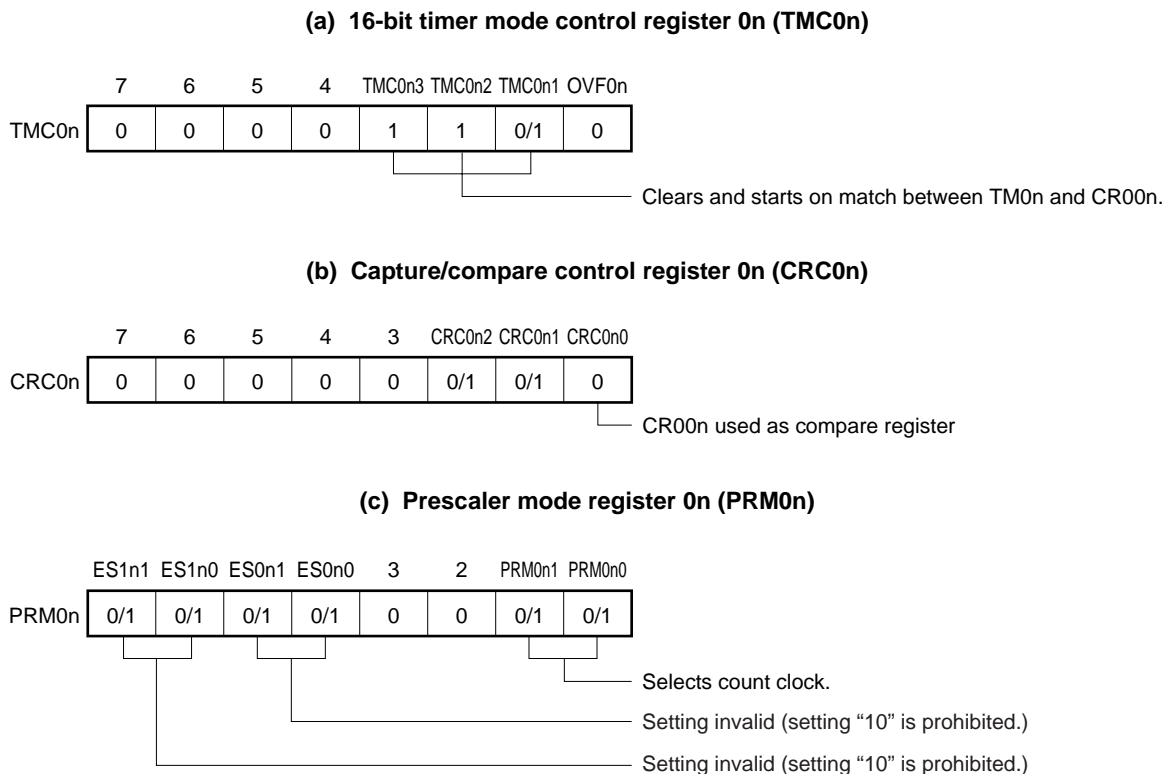 (a) 16-bit timer mode control register 0n (TMC0n)
7 6 5 4 TMC0n3 TMC0n2 TMC0n1 OVF0n
TMC0n 0 0 0 0 1 1 0/1 0
Clears and starts on match between TM0n and CR00n.
(b) Capture/compare control register 0n (CRC0n)
7 6 5 4 3 CRC0n2 CRC0n1 CRC0n0
CRC0n 0 0 0 0 0 0/1 0/1 0
CR00n used as compare register
(c) Prescaler mode register 0n (PRM0n)
ES1n1 ES1n0 ES0n1 ES0n0 3 2 PRM0n1 PRM0n0
PRM0n 0/1 0/1 0/1 0/1 0 0 0/1 0/1
Selects count clock.
Setting invalid (setting “10” is prohibited.)
Setting invalid (setting “10” is prohibited.)